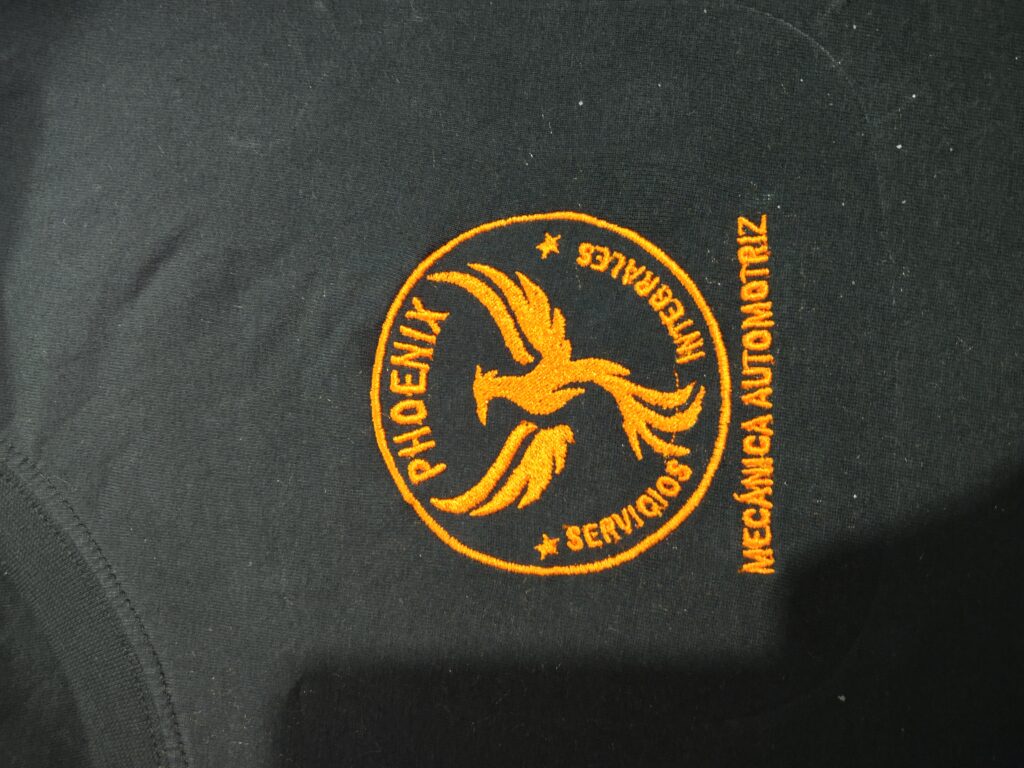 PHOENIX
SERVICIOS INTEGRALES
MECÁNICA AUTOMOTRIZ